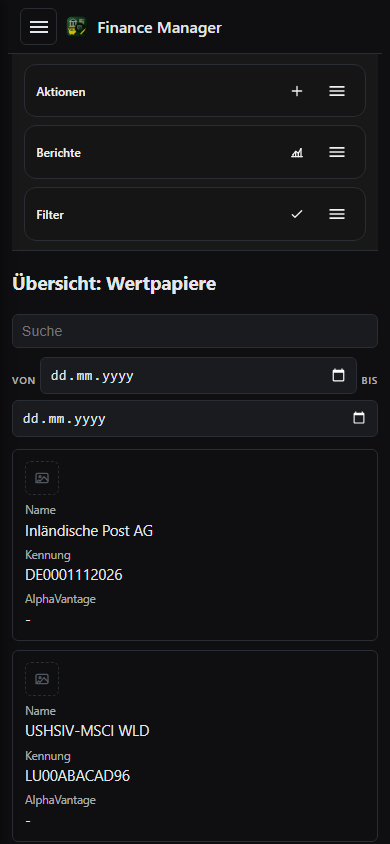 Finance Manager
Aktionen
Berichte
Filter
Übersicht: Wertpapiere
Suche
VON dd.mm.yyyy BIS
dd.mm.yyyy
Name
Inländische Post AG
Kennung
DE0001112026
AlphaVantage
-
Name
USHSIV-MSCI WLD
Kennung
LU00ABACAD96
AlphaVantage
-